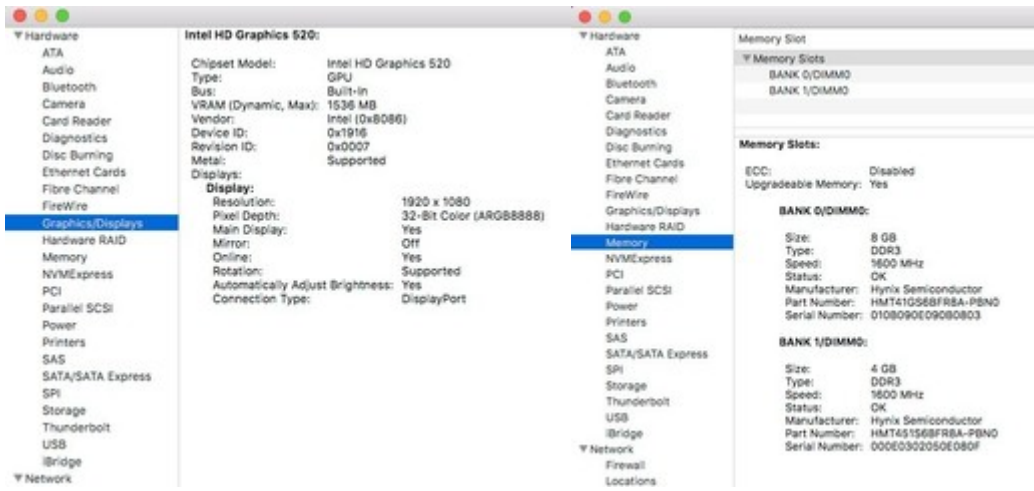 Hardware
ATA
Audio
Bluetooth
Camera
Card Reader
Diagnostics
Disc Burning
Ethernet Cards
Fibre Channel
FireWire
Graphics/Displays
Hardware RAID
Memory
NVMExpress
PCI
Parallel SCSI
Power
Printers
SAS
SATA/SATA Express
SPI
Storage
Thunderbolt
USB
iBridge
Network
Intel HD Graphics 520:
Chipset Model: Intel HD Graphics 520
Type: GPU
Bus: Built-In
VRAM (Dynamic, Max): 1536 MB
Vendor: Intel (0x8086)
Device ID: 0x1916
Revision ID: 0x0007
Metal: Supported
Displays:
Display:
Resolution: 1920 x 1080
Pixel Depth: 32-Bit Color (ARGB8888)
Main Display: Yes
Mirror: Off
Online: Yes
Rotation: Supported
Automatically Adjust Brightness: Yes
Connection Type: DisplayPort
Hardware
ATA
Audio
Bluetooth
Camera
Card Reader
Diagnostics
Disc Burning
Ethernet Cards
Fibre Channel
FireWire
Graphics/Displays
Hardware RAID
Memory
NVMExpress
PCI
Parallel SCSI
Power
Printers
SAS
SATA/SATA Express
SPI
Storage
Thunderbolt
USB
iBridge
Network
Firewall
Locations
Memory Slot
Memory Slots
BANK 0/DIMM0
BANK 1/DIMM0
Memory Slots:
ECC: Disabled
Upgradeable Memory: Yes
BANK 0/DIMM0:
Size: 8 GB
Type: DDR3
Speed: 1600 MHz
Status: OK
Manufacturer: Hynix Semiconductor
Part Number: HMT41GS6BFR8A-PBN0
Serial Number: 010B090E090B0803
BANK 1/DIMM0:
Size: 4 GB
Type: DDR3
Speed: 1600 MHz
Status: OK
Manufacturer: Hynix Semiconductor
Part Number: HMT451S6BFR8A-PBN0
Serial Number: 000E0302050E080F